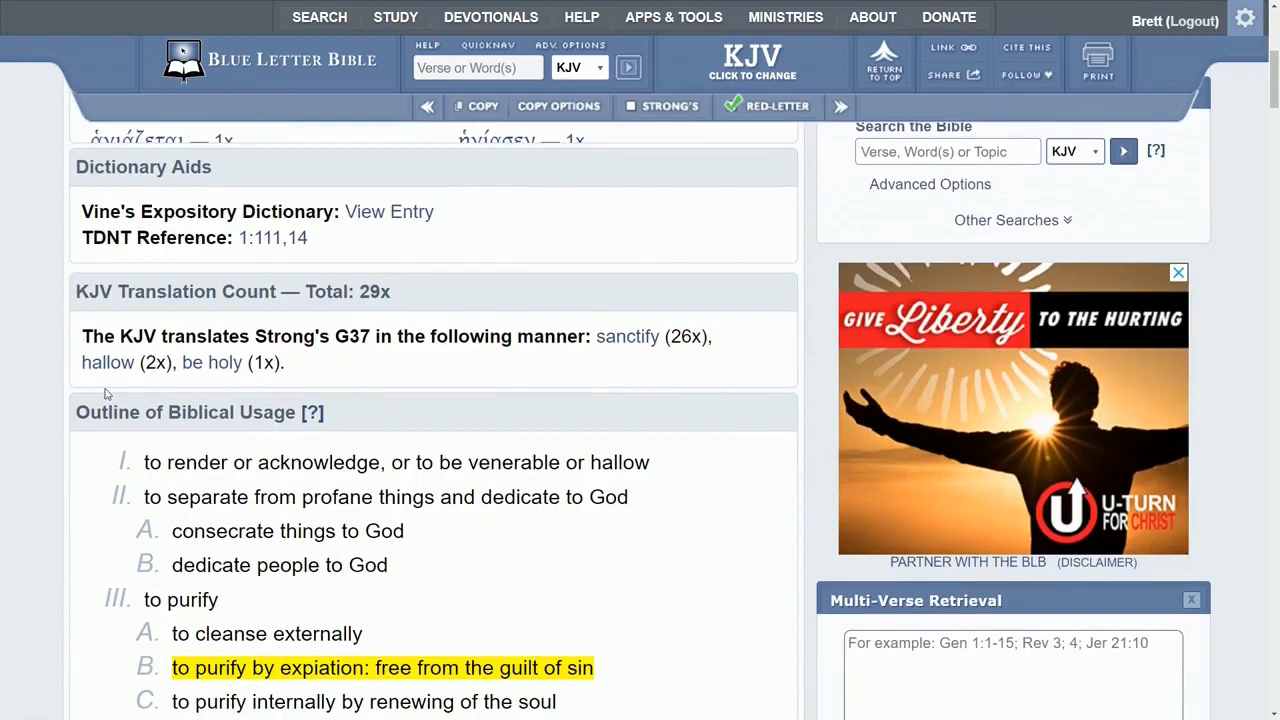 SEARCH STUDY DEVOTIONALS HELP APPS & TOOLS MINISTRIES ABOUT DONATE Brett (Logout)
BLUE LETTER BIBLE
HELP QUICKNAV ADV. OPTIONS
Verse or Word(s) KJV
KJV
CLICK TO CHANGE
RETURN
TO TOP
LINK CITE THIS
SHARE FOLLOW
PRINT
COPY COPY OPTIONS STRONG'S RED-LETTER
ἁγιάζεται — 1x ἡγίασεν — 1x
Dictionary Aids
Vine's Expository Dictionary: View Entry
TDNT Reference: 1:111,14
KJV Translation Count — Total: 29x
The KJV translates Strong's G37 in the following manner: sanctify (26x),
hallow (2x), be holy (1x).
Outline of Biblical Usage [?]
I. to render or acknowledge, or to be venerable or hallow
II. to separate from profane things and dedicate to God
A. consecrate things to God
B. dedicate people to God
III. to purify
A. to cleanse externally
B. to purify by expiation: free from the guilt of sin
C. to purify internally by renewing of the soul
Search the Bible
Verse, Word(s) or Topic KJV [?]
Advanced Options
Other Searches
GIVE Liberty TO THE HURTING
U-TURN
FOR CHRIST
PARTNER WITH THE BLB (DISCLAIMER)
Multi-Verse Retrieval x
For example: Gen 1:1-15; Rev 3; 4; Jer 21:10